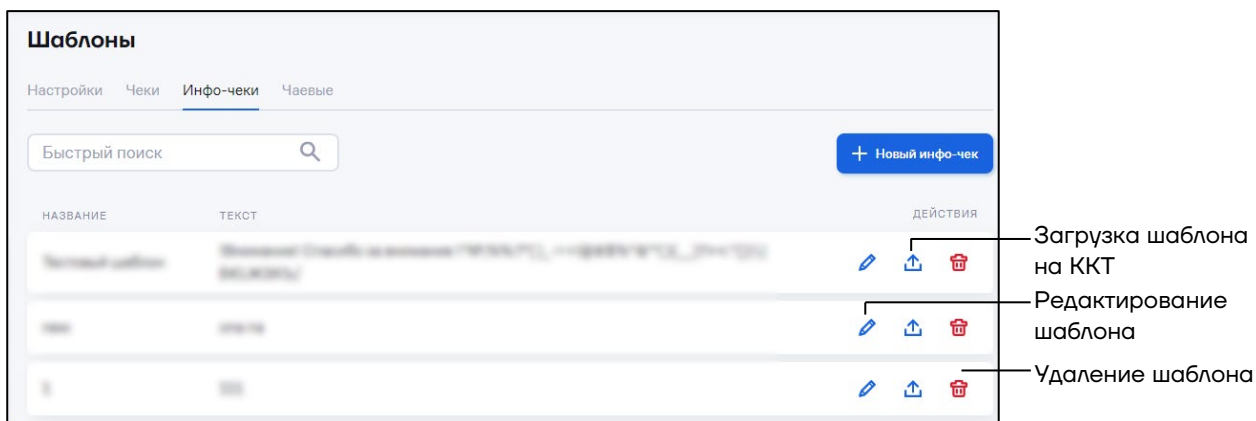 Шаблоны
Настройки Чеки Инфо-чеки Чаевые
Быстрый поиск
+ Новый инфо-чек
НАЗВАНИЕ ТЕКСТ ДЕЙСТВИЯ
Загрузка шаблона
на ККТ
Редактирование
шаблона
Удаление шаблона